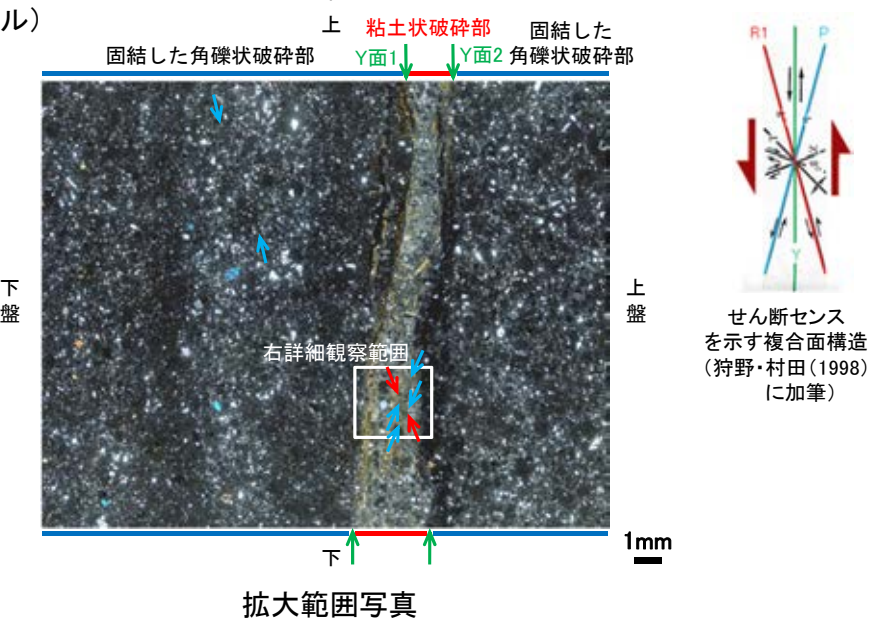 ル）
上
粘土状破砕部
固結した
角礫状破砕部
固結した角礫状破砕部
Y面1
Y面2
下
盤
上
盤
右詳細観察範囲
下
1mm
拡大範囲写真
R1
P
Y
せん断センス
を示す複合面構造
（狩野・村田（1998）
に加筆）